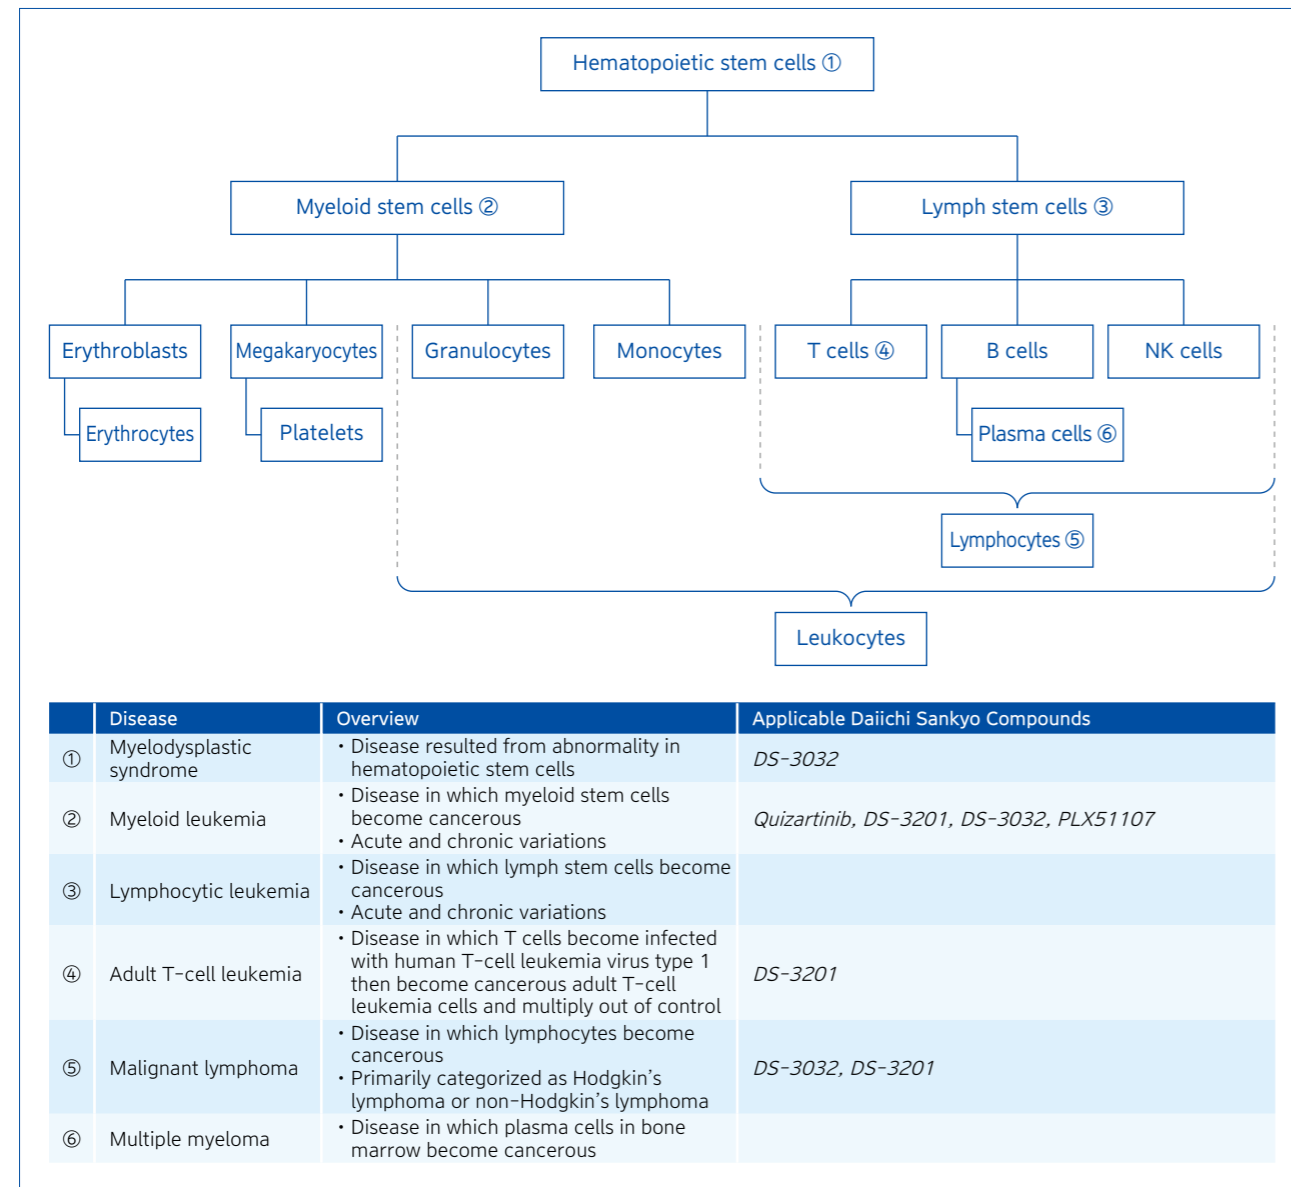 Hematopoietic stem cells ①
Myeloid stem cells ②
Lymph stem cells ③
Erythroblasts
Megakaryocytes
Granulocytes
Monocytes
T cells ④
B cells
NK cells
Erythrocytes
Platelets
Plasma cells ⑥
Lymphocytes ⑤
Leukocytes
Disease
Overview
Applicable Daiichi Sankyo Compounds
①
Myelodysplastic
syndrome
・Disease resulted from abnormality in
hematopoietic stem cells
DS-3032
②
Myeloid leukemia
・Disease in which myeloid stem cells
become cancerous
・Acute and chronic variations
Quizartinib, DS-3201, DS-3032, PLX51107
③
Lymphocytic leukemia
・Disease in which lymph stem cells become
cancerous
・Acute and chronic variations
④
Adult T-cell leukemia
・Disease in which T cells become infected
with human T-cell leukemia virus type 1
then become cancerous adult T-cell
leukemia cells and multiply out of control
DS-3201
⑤
Malignant lymphoma
・Disease in which lymphocytes become
cancerous
・Primarily categorized as Hodgkin's
lymphoma or non-Hodgkin's lymphoma
DS-3032, DS-3201
⑥
Multiple myeloma
・Disease in which plasma cells in bone
marrow become cancerous